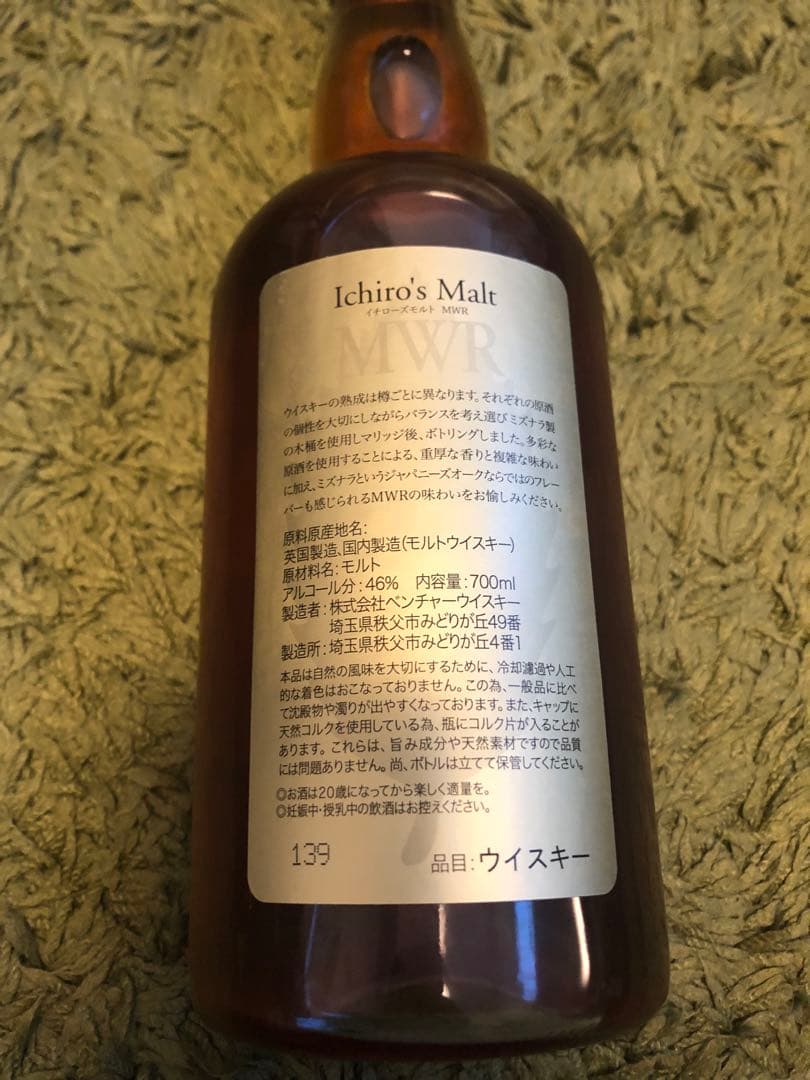 Ichiro's Malt
イチローズモルト MWR
MWR
ウイスキーの熟成は樽ごとに異なります。それぞれの原酒
の個性を大切にしながらバランスを考え選びミズナラ製
の木桶を使用しマリッジ後、ボトリングしました。多彩な
原酒を使用することによる、重厚な香りと複雑な味わい
に加え、ミズナラというジャパニーズオークならではのフレー
バーも感じられるMWRの味わいをお愉しみください。
原料原産地名:
英国製造、国内製造(モルトウイスキー)
原材料名:モルト
アルコール分:46% 内容量:700ml
製造者:株式会社ベンチャーウイスキー
埼玉県秩父市みどりが丘49番
製造所:埼玉県秩父市みどりが丘4番1
本品は自然の風味を大切にするために、冷却濾過や人工
的な着色はおこなっておりません。この為、一般品に比べ
て沈殿物や濁りが出やすくなっております。また、キャップに
天然コルクを使用している為、瓶にコルク片が入ることが
あります。これらは、旨み成分や天然素材ですので品質
には問題ありません。尚、ボトルは立てて保管してください。
◎お酒は20歳になってから楽しく適量を。
◎妊娠中・授乳中の飲酒はお控えください。
139 品目:ウイスキー